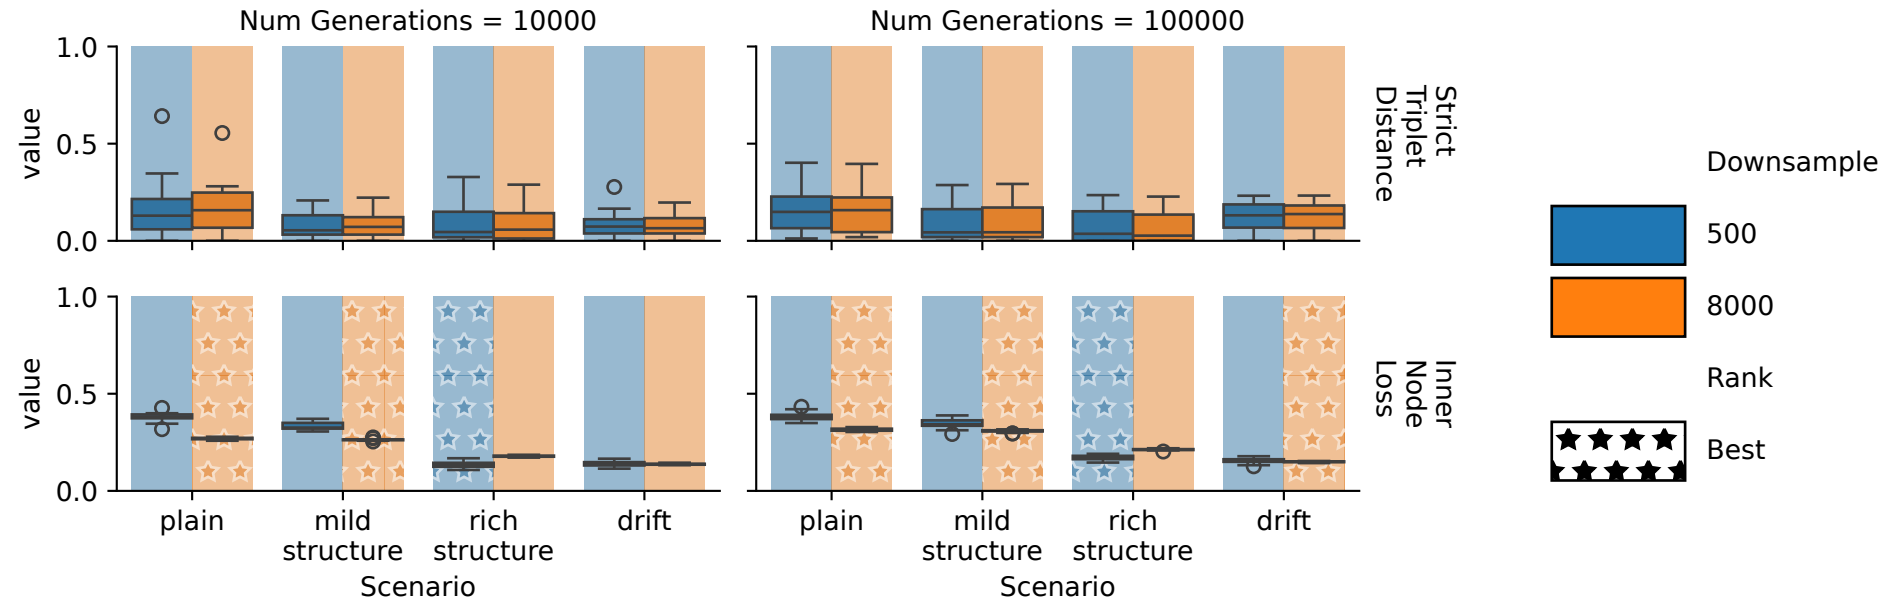 Num Generations = 10000
Num Generations = 100000
1.0
0.5
0.0
value
Strict
Triplet
Distance
1.0
0.5
0.0
value
Inner
Node
Loss
plain
mild
structure
rich
structure
drift
Scenario
plain
mild
structure
rich
structure
drift
Scenario
Downsample
500
8000
Rank
Best